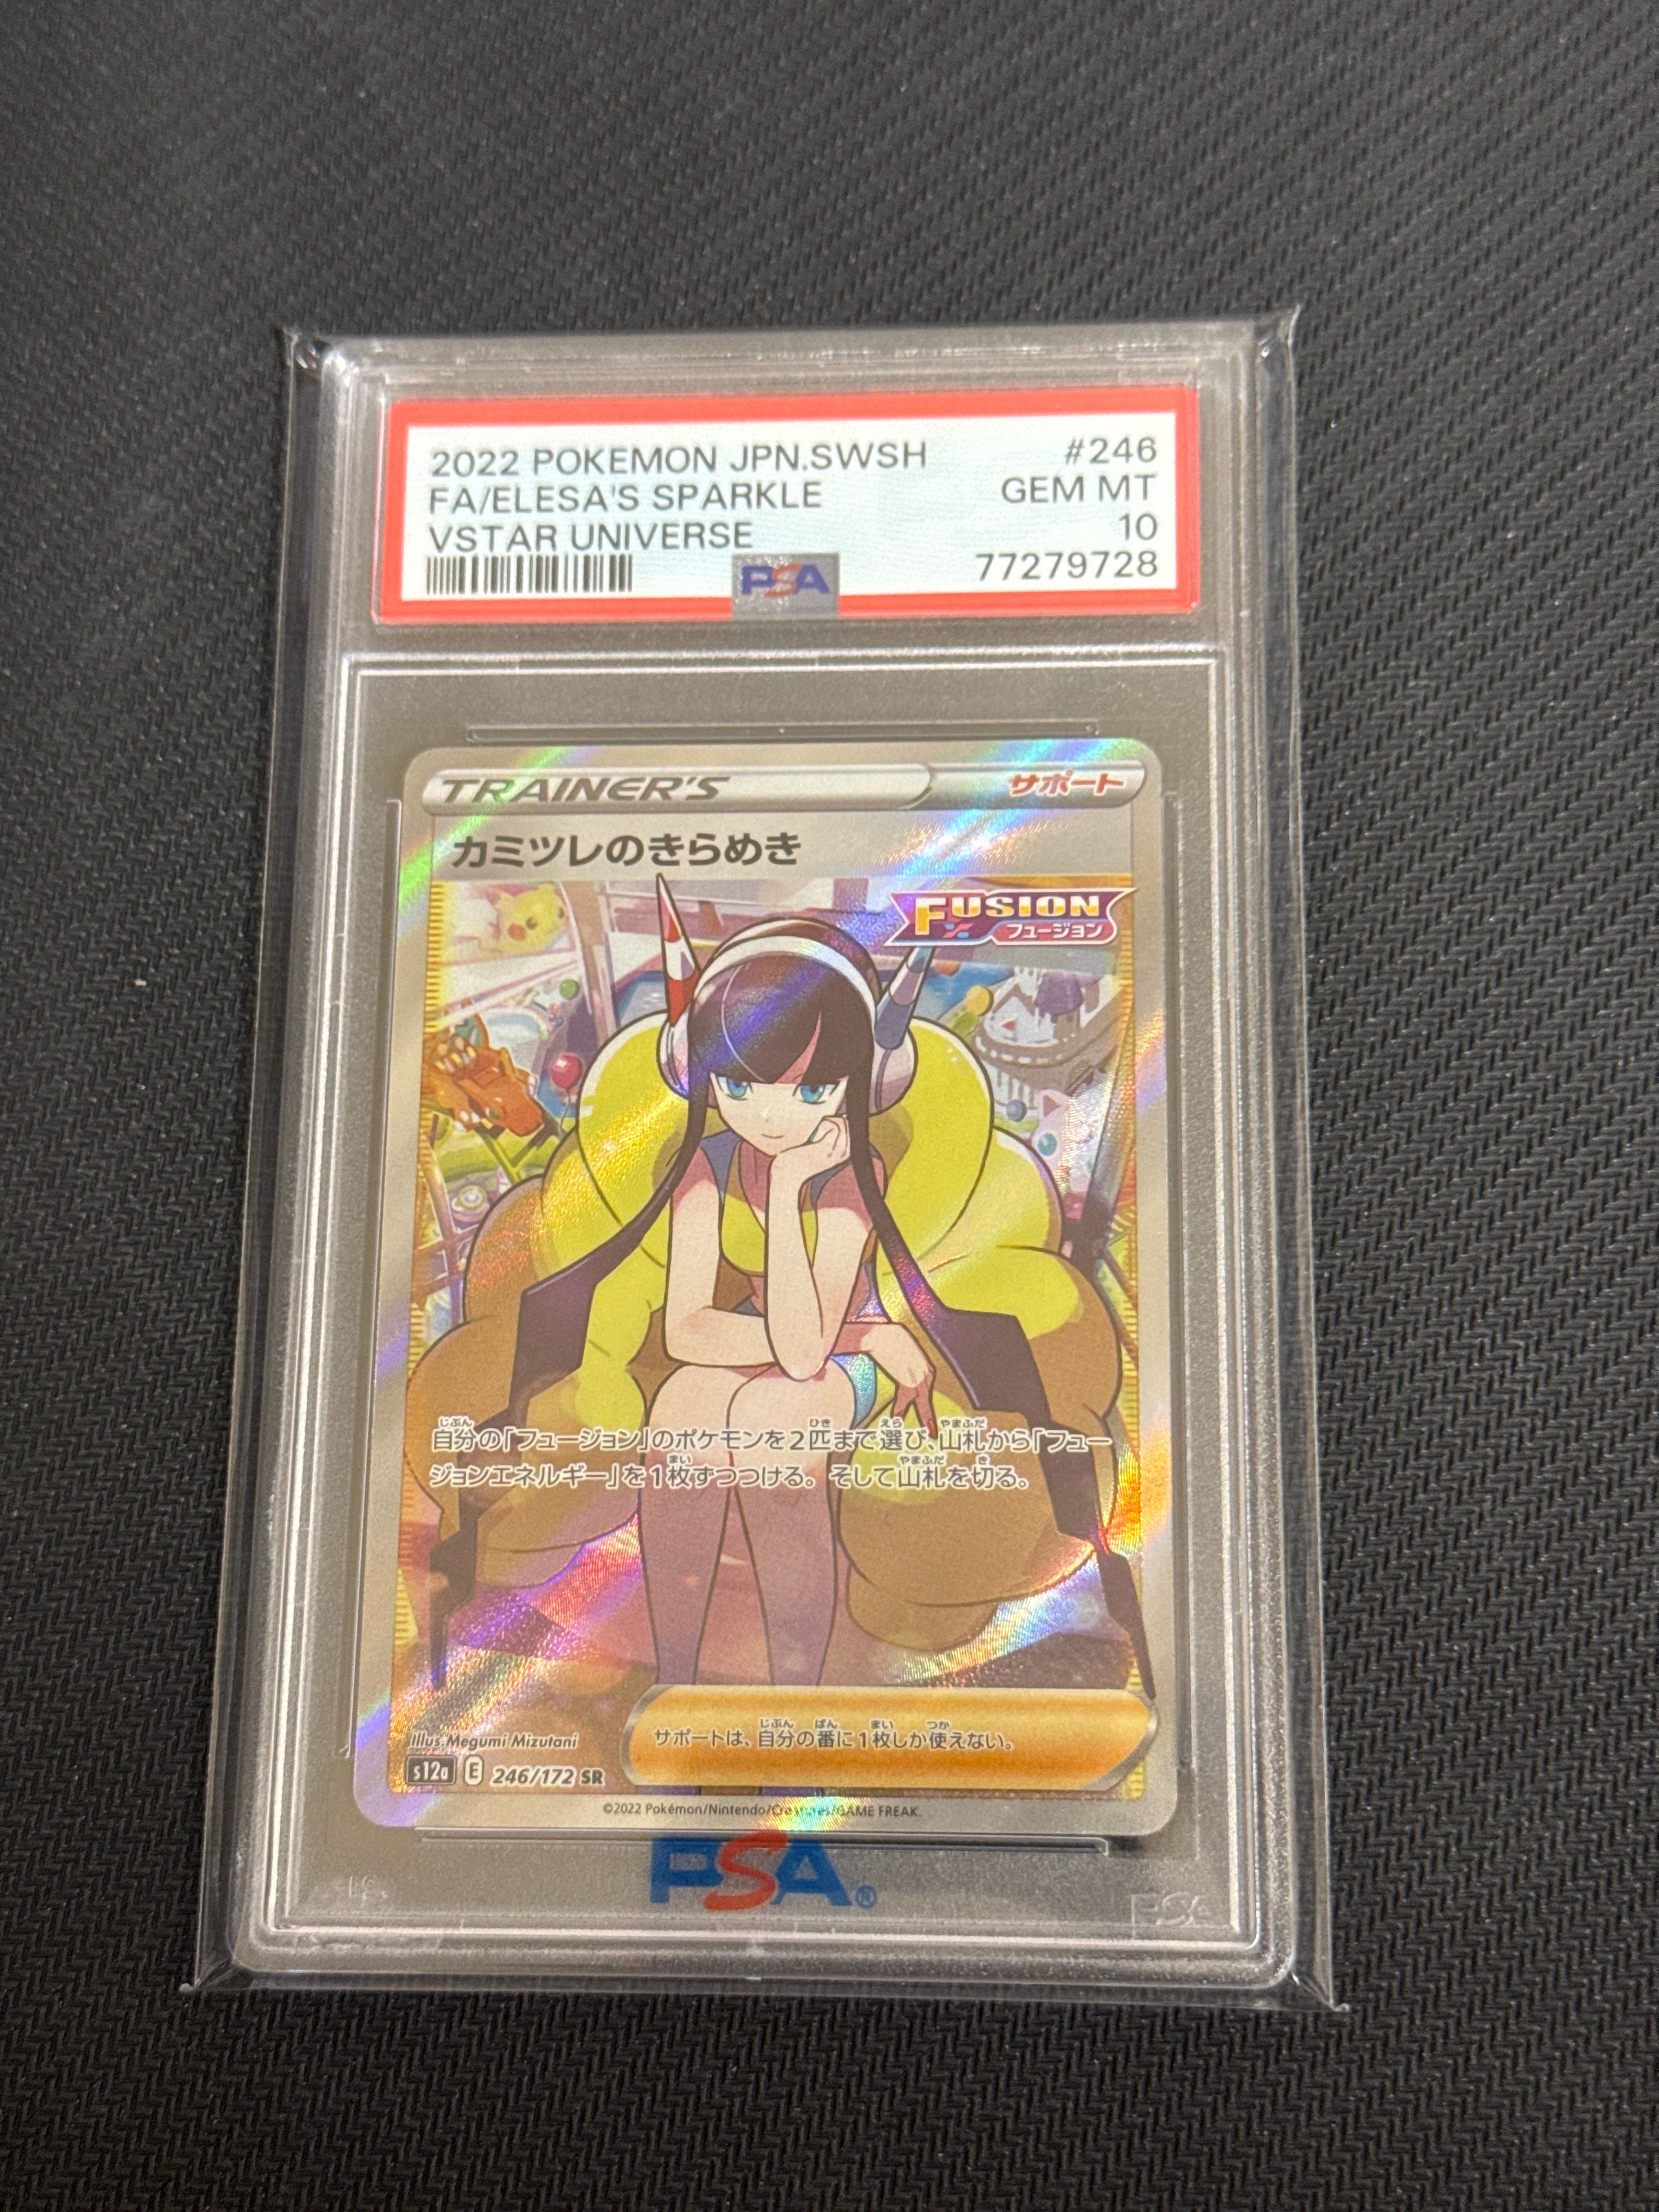 2022 POKEMON JPN.SWSH #246
FA/ELESA'S SPARKLE GEM MT
VSTAR UNIVERSE 10
PSA 77279728
TRAINER'S サポート
カミツレのきらめき
FUSION
フュージョン
自分の「フュージョン」のポケモンを2匹まで選び、山札から「フュー
ジョンエネルギー」を1枚ずつつける。そして山札を切る。
サポートは、自分の番に1枚しか使えない。
Illus. Megumi Mizutani
s12a E 246/172 SR
©2022 Pokémon/Nintendo/Creatures/GAME FREAK.
PSA®
PSA